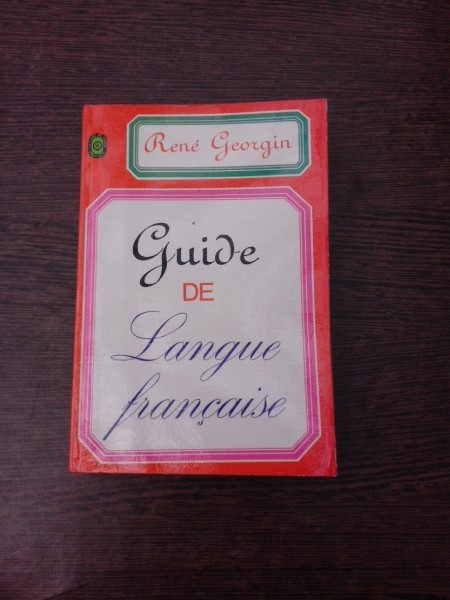 René Georgin
Guide
DE
Langue
française